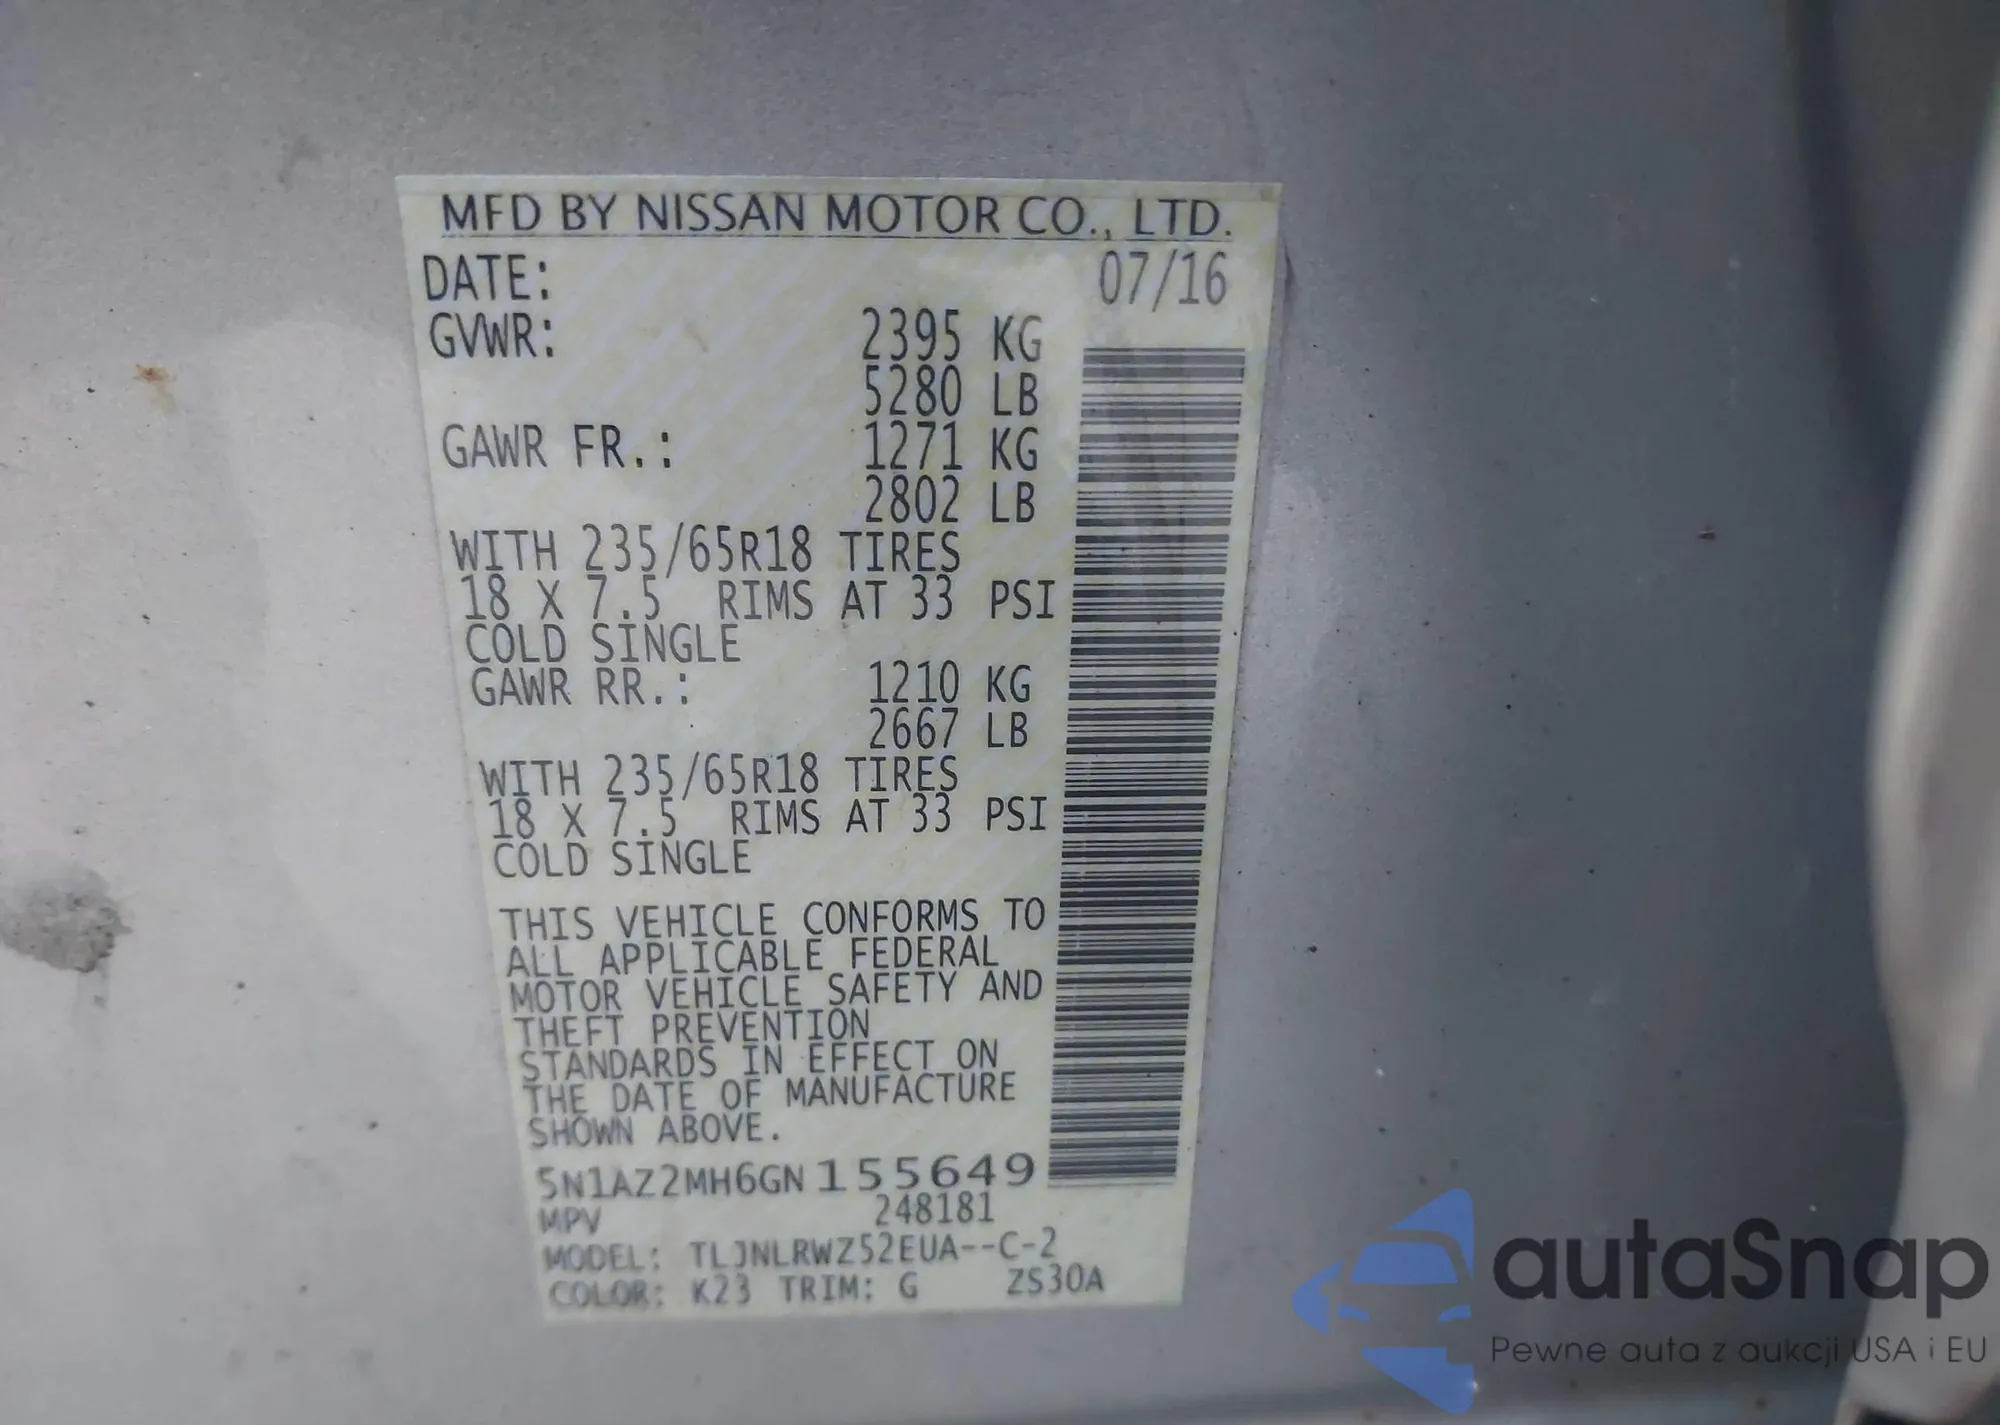 MFD BY NISSAN MOTOR CO., LTD.
DATE: 07/16
GVWR: 2395 KG
5280 LB
GAWR FR.: 1271 KG
2802 LB
WITH 235/65R18 TIRES
18 X 7.5 RIMS AT 33 PSI
COLD SINGLE
GAWR RR.: 1210 KG
2667 LB
WITH 235/65R18 TIRES
18 X 7.5 RIMS AT 33 PSI
COLD SINGLE
THIS VEHICLE CONFORMS TO
ALL APPLICABLE FEDERAL
MOTOR VEHICLE SAFETY AND
THEFT PREVENTION
STANDARDS IN EFFECT ON
THE DATE OF MANUFACTURE
SHOWN ABOVE.
5N1AZ2MH6GN155649
MPV 248181
MODEL: TLJNLRWZ52EUA--C-2
COLOR: K23 TRIM: G ZS30A
autaSnap
Pewne auta z aukcji USA i EU